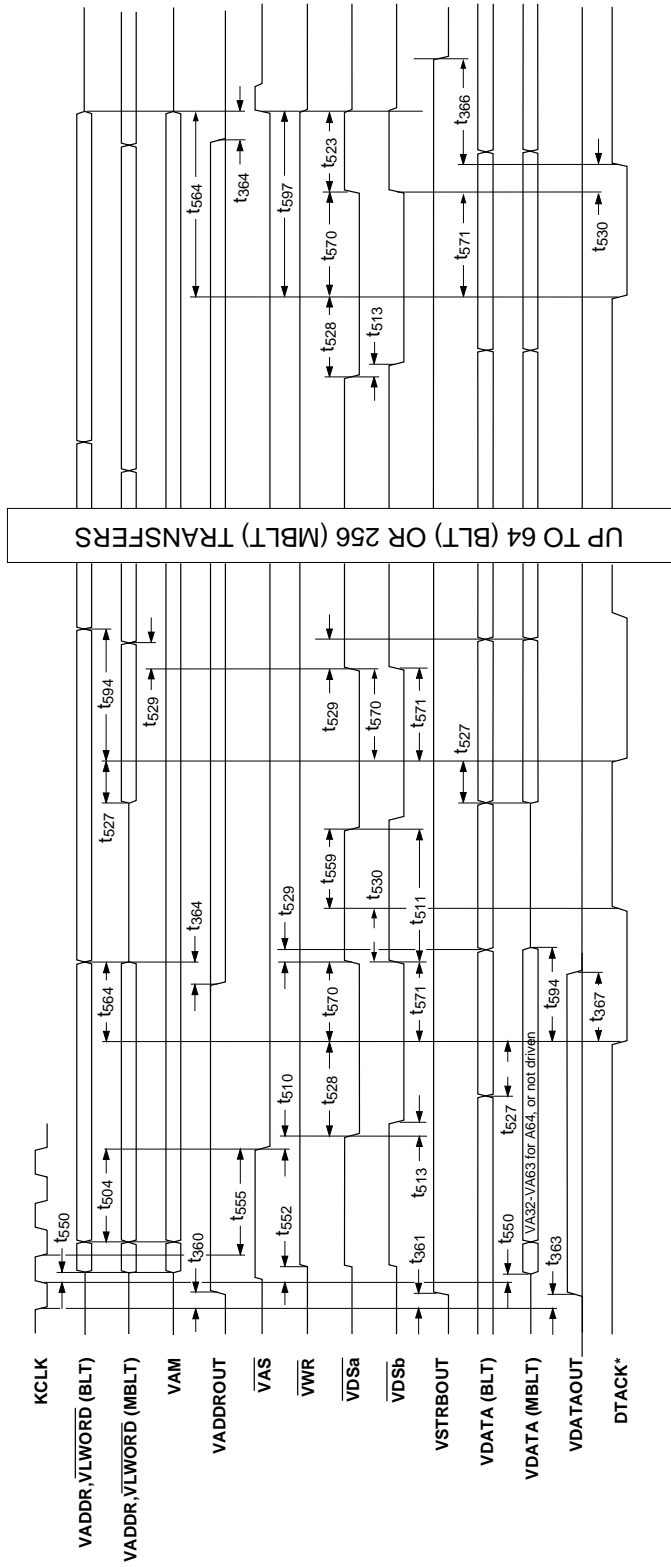 KCLK
t550
VADDR,VLWORD (BLT)
t504 t564 t527 t594
VADDR,VLWORD (MBLT)
t529
VAM
t360 t364 t564
VADDROUT
t555 t364
VAS
t552 t510 t529 t597
VWR
t528 t570 t559 t529 t528 t570 t523
VDSa
t530 t570 t513
VDSb
t361 t513 t571 t511 t571
VSTRBOUT
t527 t571 t366
VDATA (BLT)
t550 t527
VDATA (MBLT)
VA32-VA63 for A64, or not driven
t363 t594
VDATAOUT
t367 t530
DTACK*
UP TO 64 (BLT) OR 256 (MBLT) TRANSFERS